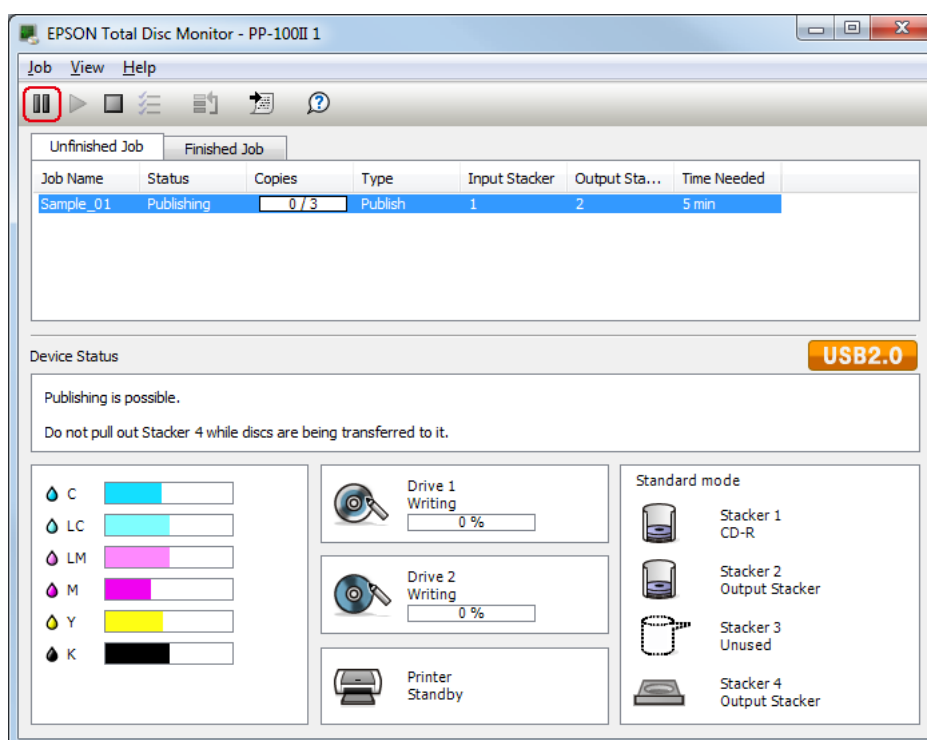 EPSON Total Disc Monitor - PP-100II 1
Job View Help
Unfinished Job Finished Job
Job Name Status Copies Type Input Stacker Output Sta... Time Needed
Sample_01 Publishing 0 / 3 Publish 1 2 5 min
Device Status
USB2.0
Publishing is possible.
Do not pull out Stacker 4 while discs are being transferred to it.
C
LC
LM
M
Y
K
Drive 1
Writing
0 %
Drive 2
Writing
0 %
Printer
Standby
Standard mode
Stacker 1
CD-R
Stacker 2
Output Stacker
Stacker 3
Unused
Stacker 4
Output Stacker